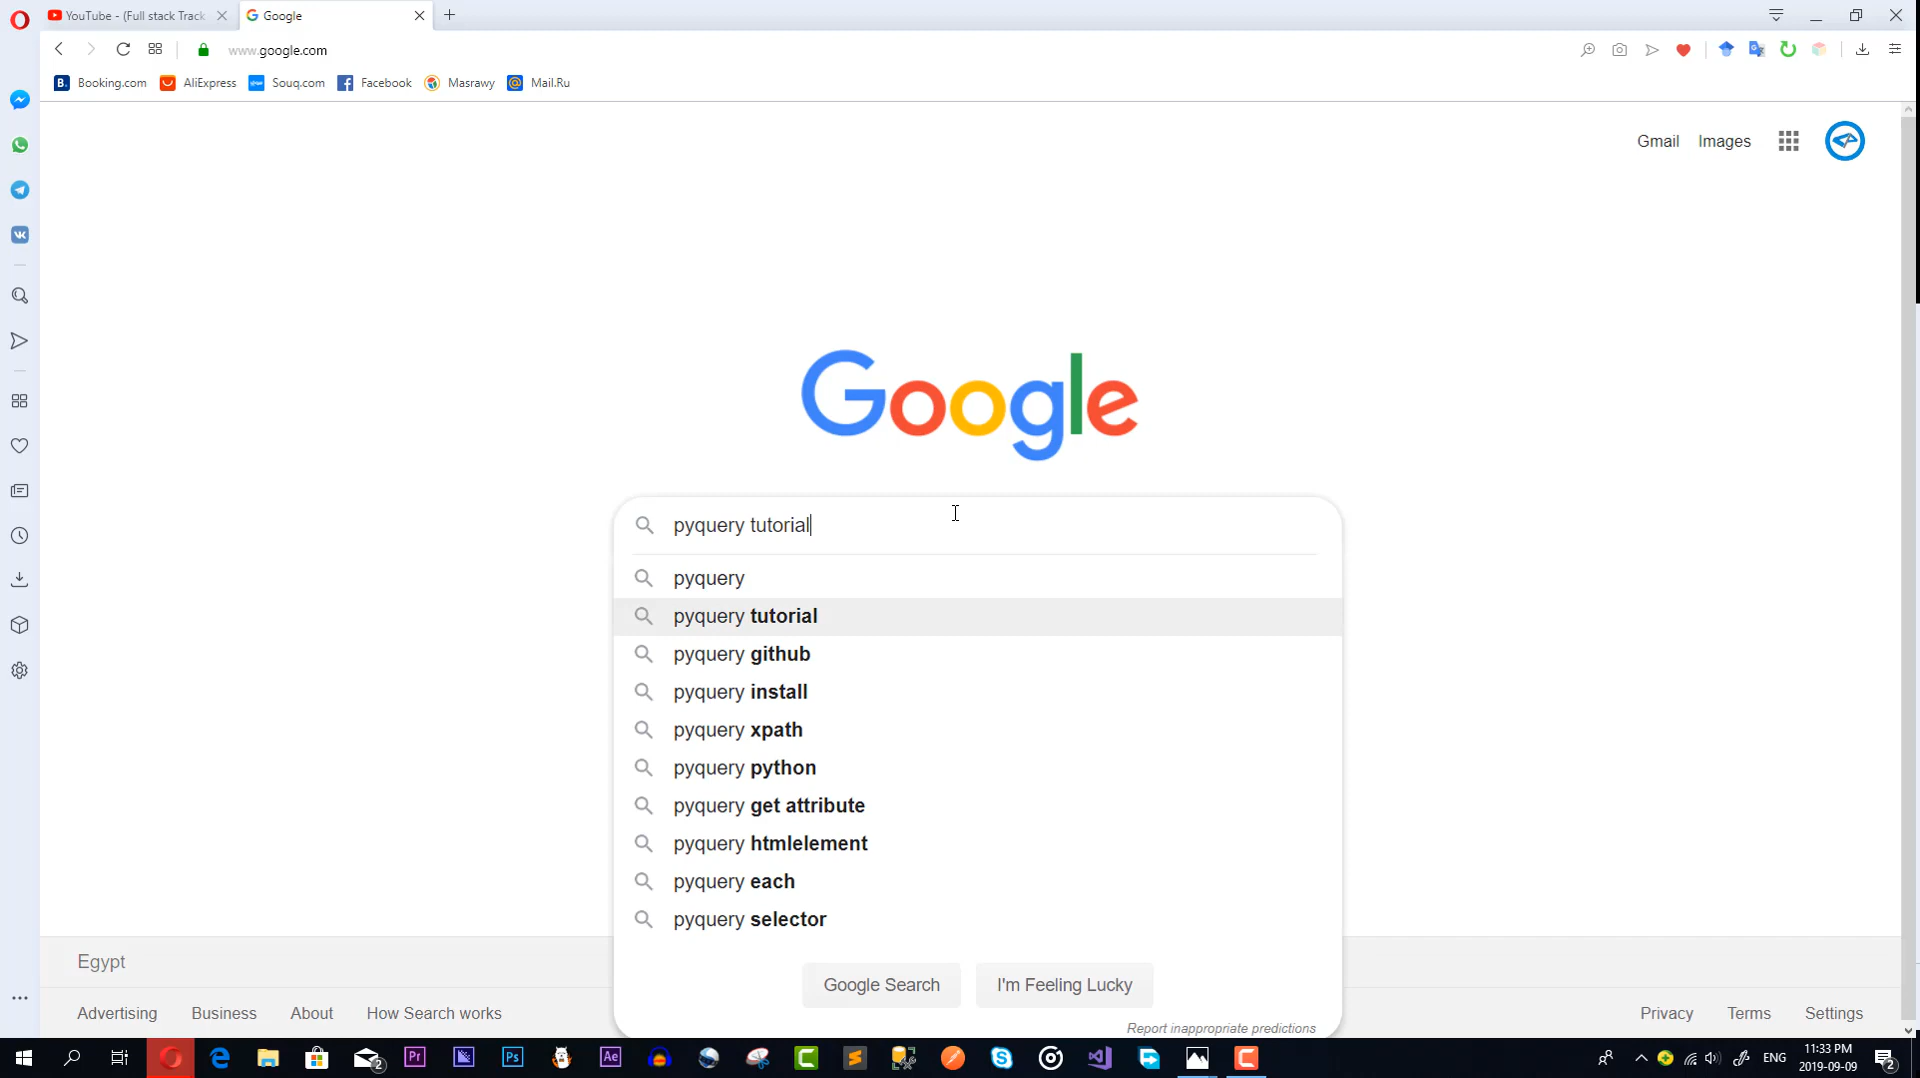 YouTube - (Full stack Track
Google
www.google.com
Booking.com AliExpress Souq.com Facebook Masrawy Mail.Ru
Gmail Images
Google
pyquery tutorial
pyquery
pyquery tutorial
pyquery github
pyquery install
pyquery xpath
pyquery python
pyquery get attribute
pyquery htmlelement
pyquery each
pyquery selector
Google Search I'm Feeling Lucky
Report inappropriate predictions
Egypt
Advertising Business About How Search works
Privacy Terms Settings
ENG
11:33 PM
2019-09-09